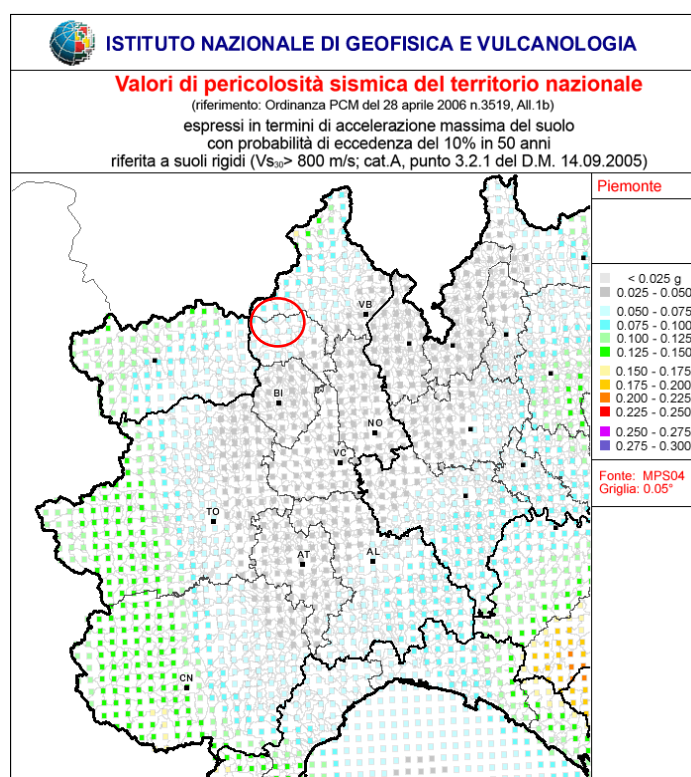 ISTITUTO NAZIONALE DI GEOFISICA E VULCANOLOGIA
Valori di pericolosità sismica del territorio nazionale
(riferimento: Ordinanza PCM del 28 aprile 2006 n.3519, All.1b)
espressi in termini di accelerazione massima del suolo
con probabilità di eccedenza del 10% in 50 anni
riferita a suoli rigidi (Vs₃₀> 800 m/s; cat.A, punto 3.2.1 del D.M. 14.09.2005)
Piemonte
< 0.025 g
0.025 - 0.050
0.050 - 0.075
0.075 - 0.100
0.100 - 0.125
0.125 - 0.150
0.150 - 0.175
0.175 - 0.200
0.200 - 0.225
0.225 - 0.250
0.250 - 0.275
0.275 - 0.300
Fonte: MPS04
Griglia: 0.05°
VB
BI
NO
VC
TO
AT
AL
CN